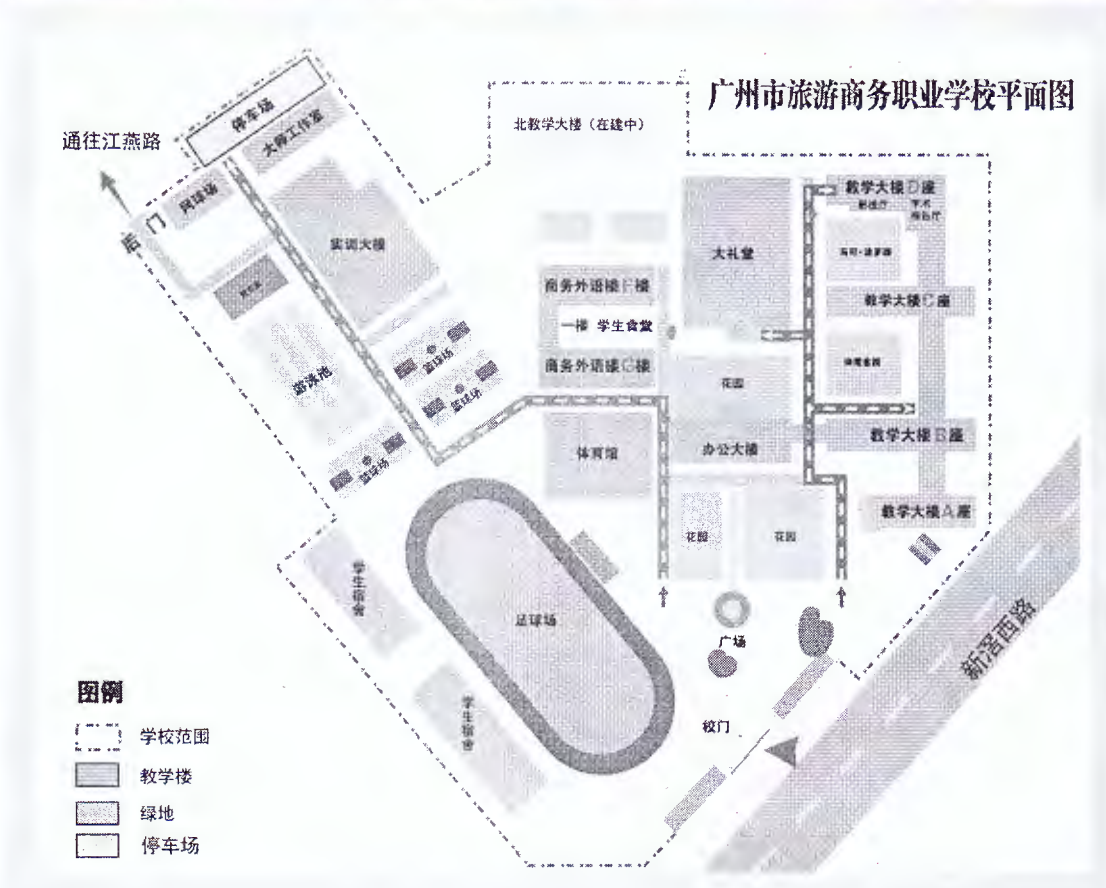 广州市旅游商务职业学校平面图
停车场
大师工作室
通往江燕路
北教学大楼（在建中）
网球场
后门
实训大楼
教学大楼D座
学术
报告厅
大礼堂
商务外语楼F楼
一楼 学生食堂
教学大楼C座
商务外语楼G楼
篮球场
篮球场
游泳池
花园
篮球场
体育馆
办公大楼
教学大楼B座
教学大楼A座
花园
花园
学生宿舍
足球场
广场
新滘西路
学生宿舍
校门
图例
学校范围
教学楼
绿地
停车场